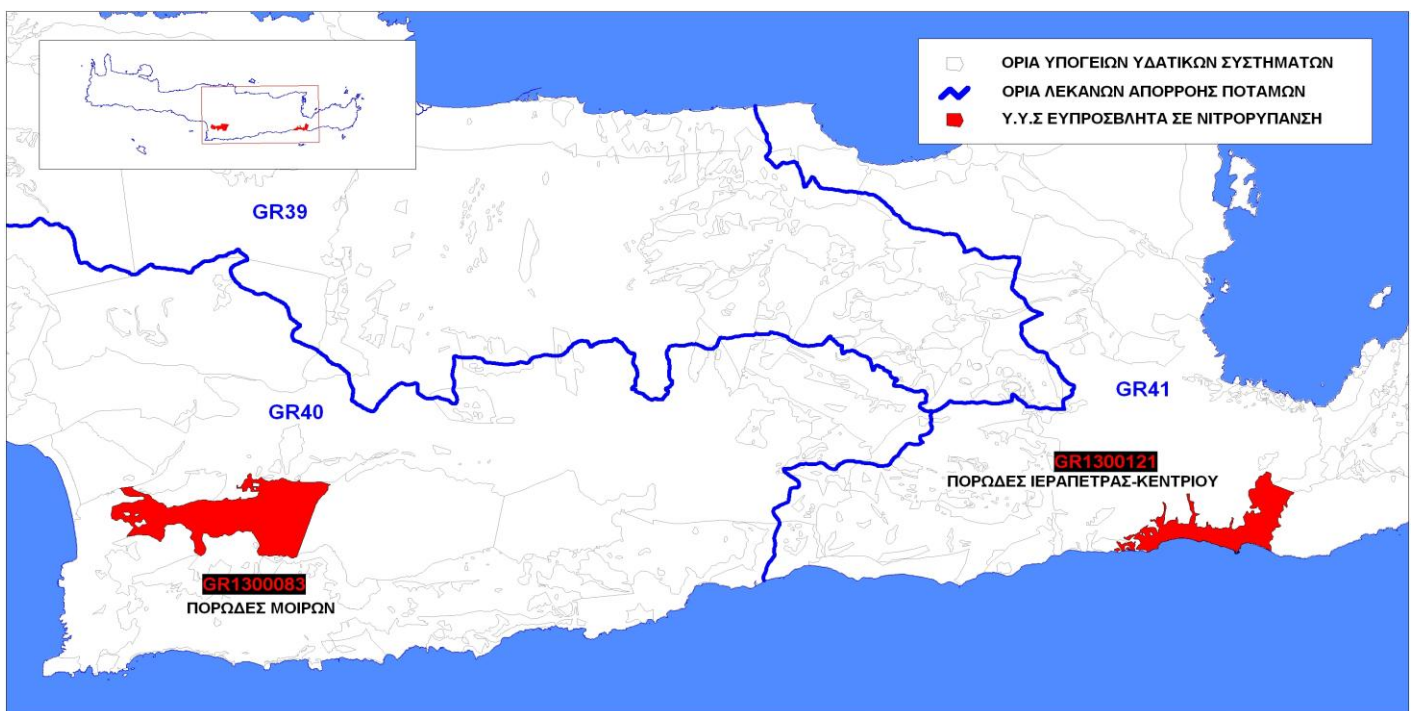 ΟΡΙΑ ΥΠΟΓΕΙΩΝ ΥΔΑΤΙΚΩΝ ΣΥΣΤΗΜΑΤΩΝ
ΟΡΙΑ ΛΕΚΑΝΩΝ ΑΠΟΡΡΟΗΣ ΠΟΤΑΜΩΝ
Υ.Υ.Σ ΕΥΠΡΟΣΒΛΗΤΑ ΣΕ ΝΙΤΡΟΡΥΠΑΝΣΗ
GR39
GR40
GR41
GR1300121
ΠΟΡΩΔΕΣ ΙΕΡΑΠΕΤΡΑΣ-ΚΕΝΤΡΙΟΥ
GR1300083
ΠΟΡΩΔΕΣ ΜΟΙΡΩΝ